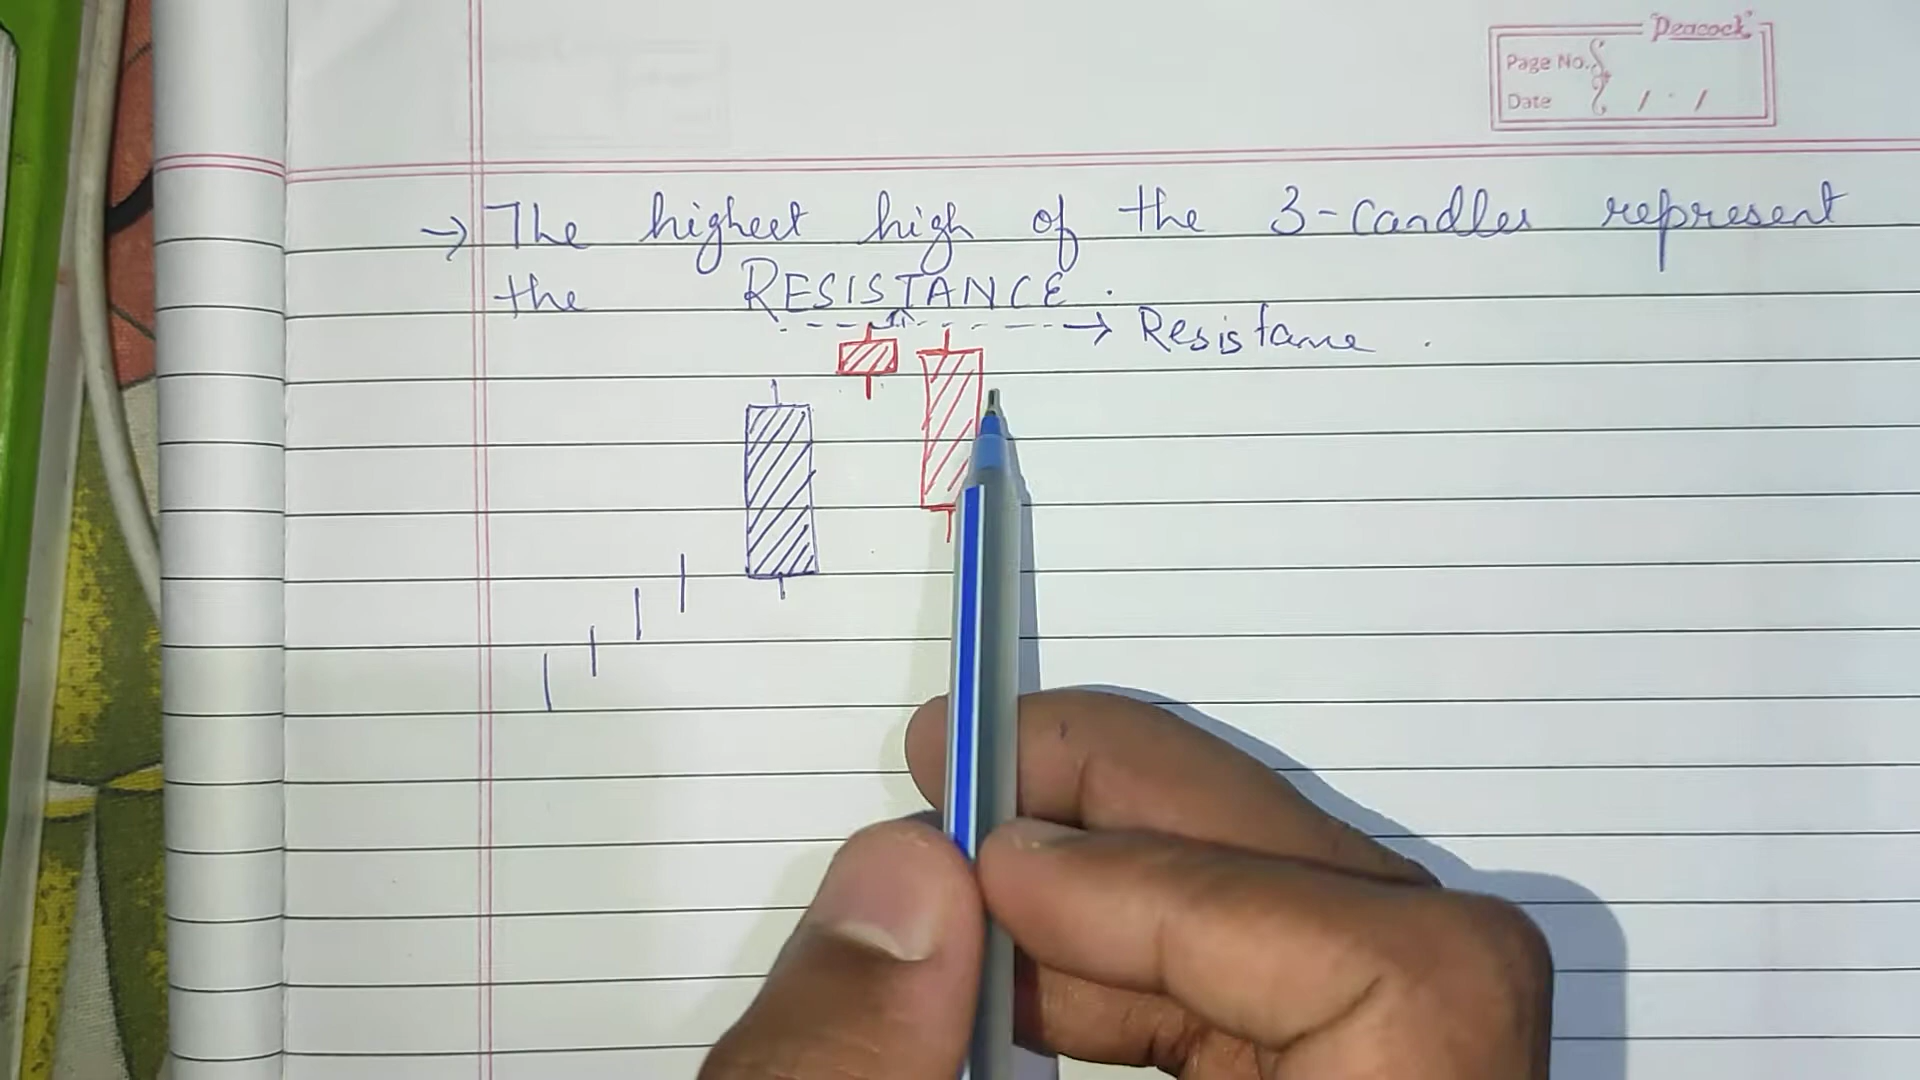 "Peacock"
Page No.
Date / /
→ The highest high of the 3-candles represent
the RESISTANCE.
→ Resistance.